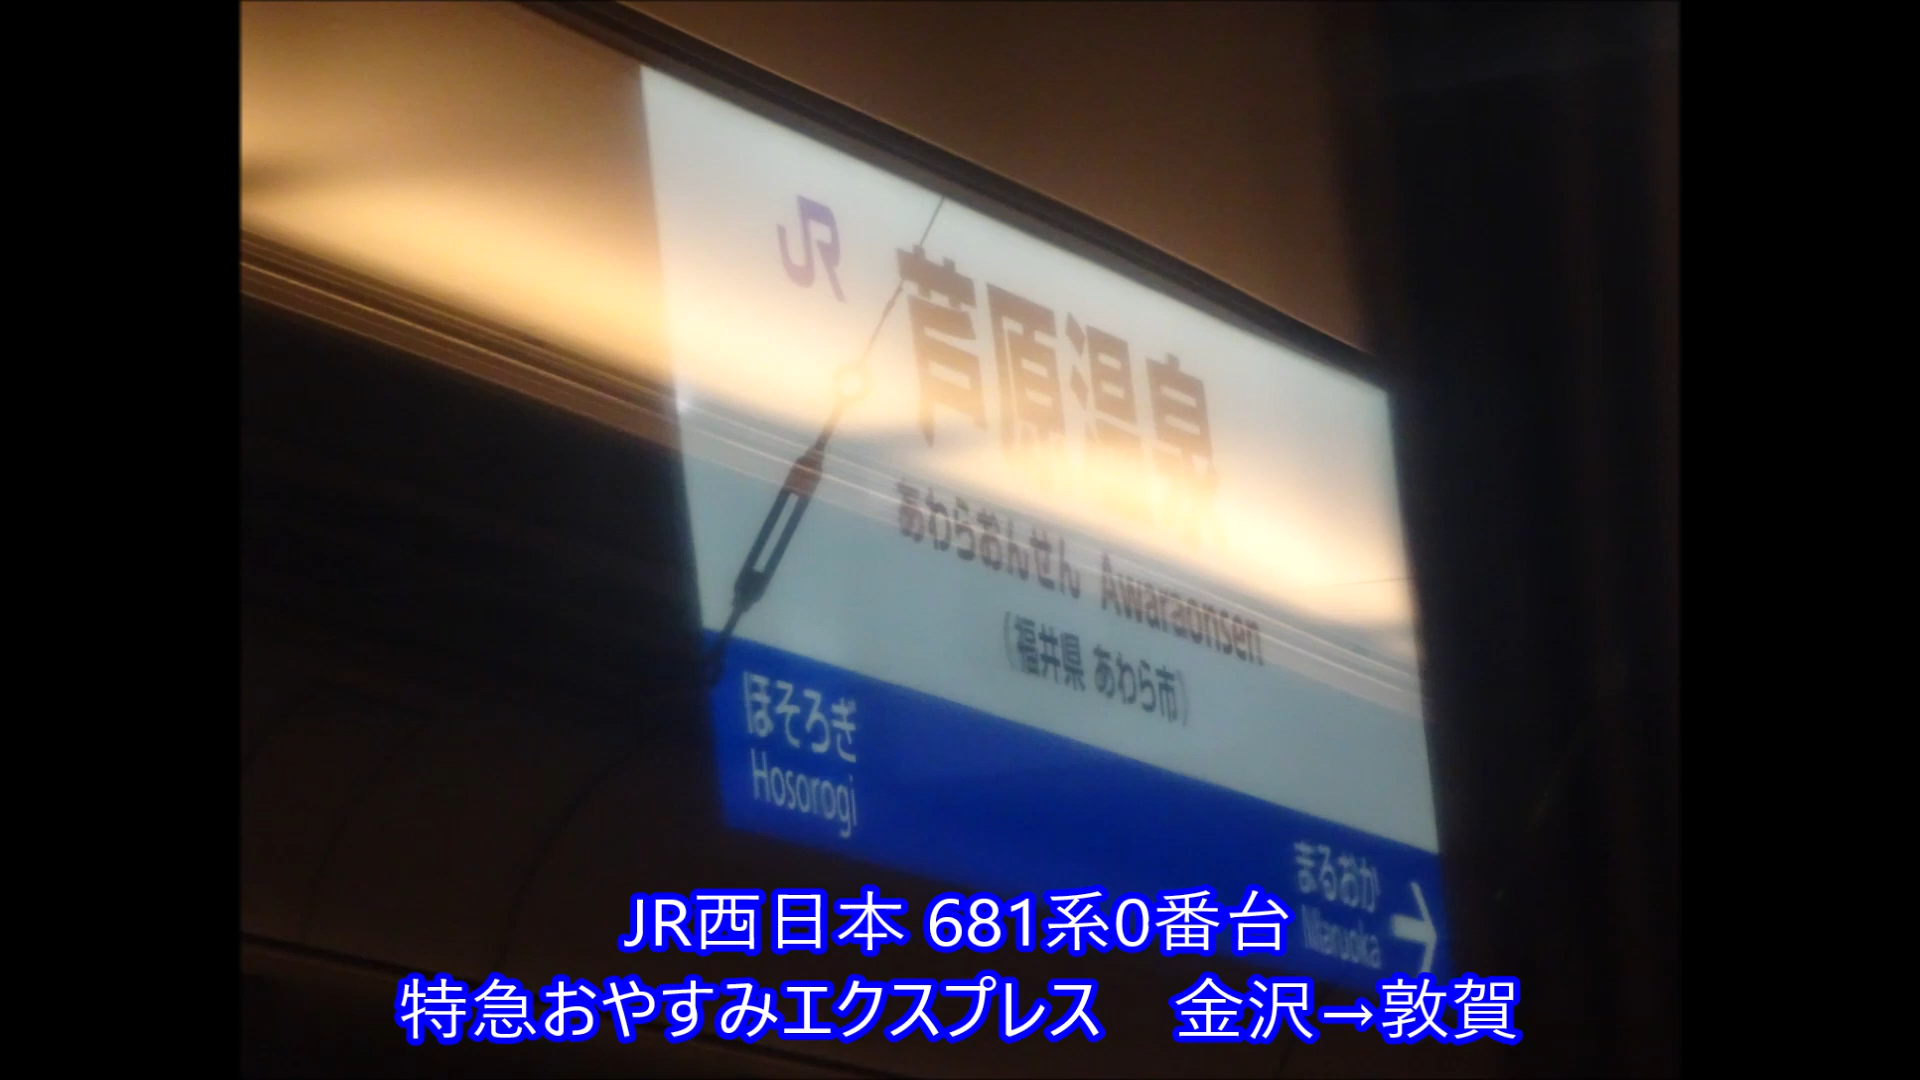 JR
芦原温泉
あわらおんせん Awaraonsen
(福井県 あわら市)
ほそろぎ
Hosorogi
まるおか
Maruoka
→
JR西日本 681系0番台
特急おやすみエクスプレス　金沢→敦賀